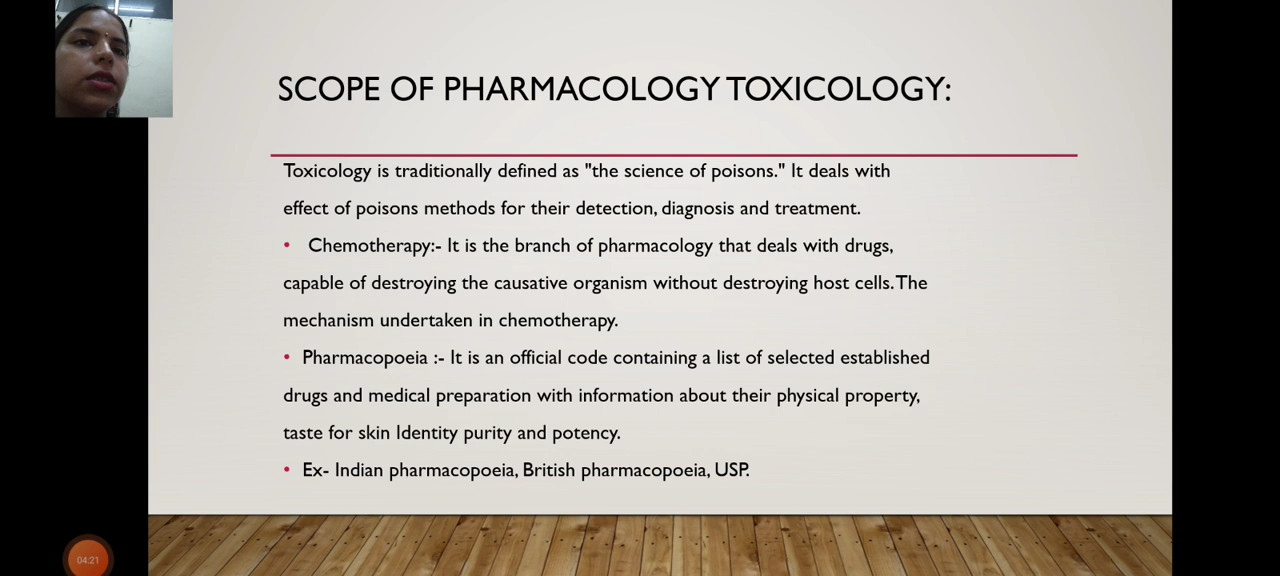 SCOPE OF PHARMACOLOGY TOXICOLOGY:
Toxicology is traditionally defined as "the science of poisons." It deals with
effect of poisons methods for their detection, diagnosis and treatment.
• Chemotherapy:- It is the branch of pharmacology that deals with drugs,
capable of destroying the causative organism without destroying host cells. The
mechanism undertaken in chemotherapy.
• Pharmacopoeia :- It is an official code containing a list of selected established
drugs and medical preparation with information about their physical property,
taste for skin Identity purity and potency.
• Ex- Indian pharmacopoeia, British pharmacopoeia, USP.
04:21